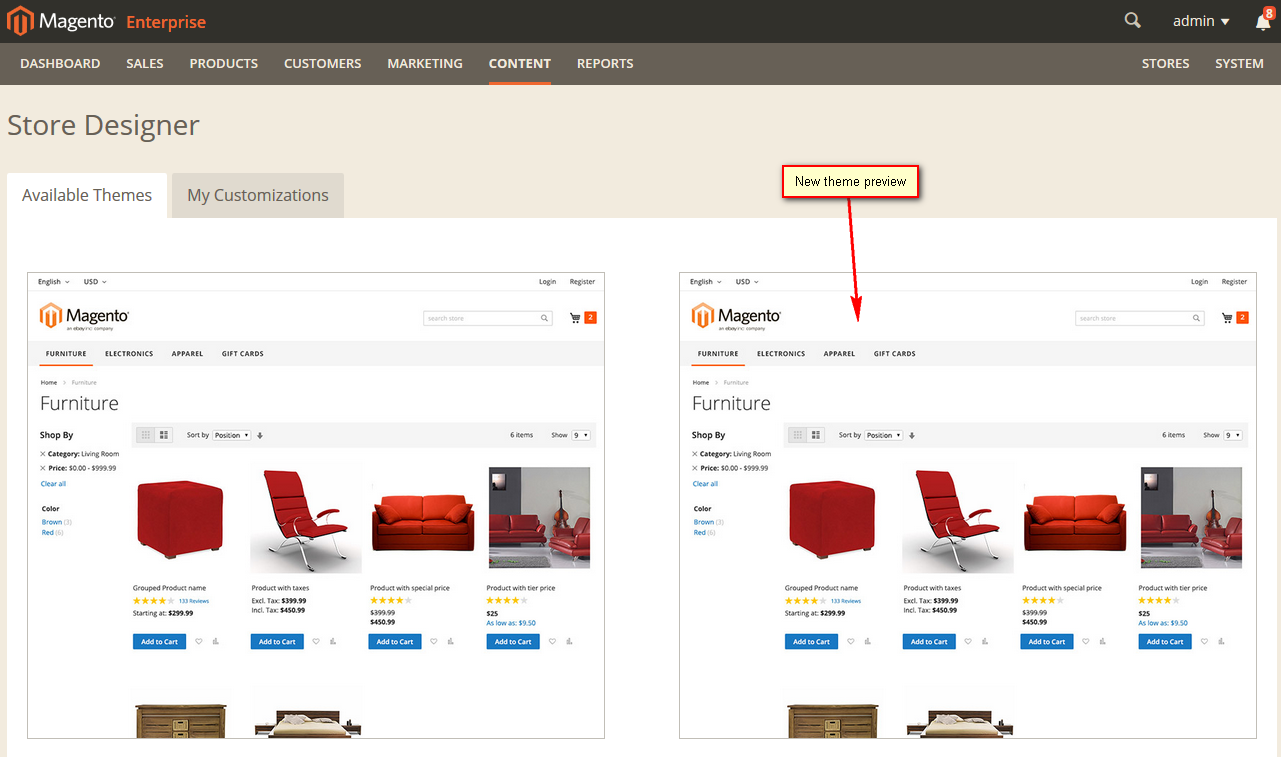 Magento Enterprise admin 8
DASHBOARD SALES PRODUCTS CUSTOMERS MARKETING CONTENT REPORTS STORES SYSTEM
Store Designer
Available Themes My Customizations
New theme preview
English USD Login Register
Magento
an ebay inc company
search store
2
FURNITURE ELECTRONICS APPAREL GIFT CARDS
Home > Furniture
Furniture
Shop By
Sort by Position 6 items Show 9
× Category: Living Room
× Price: $0.00 - $999.99
Clear all
Color
Brown (3)
Red (6)
Grouped Product name
133 Reviews
Starting at: $299.99
Add to Cart
Product with taxes
Excl. Tax: $399.99
Incl. Tax: $450.99
Add to Cart
Product with special price
$399.99
$450.99
Add to Cart
Product with tier price
$25
As low as: $9.50
Add to Cart
English USD Login Register
Magento
an ebay inc company
search store
2
FURNITURE ELECTRONICS APPAREL GIFT CARDS
Home > Furniture
Furniture
Shop By
Sort by Position 6 items Show 9
× Category: Living Room
× Price: $0.00 - $999.99
Clear all
Color
Brown (3)
Red (6)
Grouped Product name
133 Reviews
Starting at: $299.99
Add to Cart
Product with taxes
Excl. Tax: $399.99
Incl. Tax: $450.99
Add to Cart
Product with special price
$399.99
$450.99
Add to Cart
Product with tier price
$25
As low as: $9.50
Add to Cart